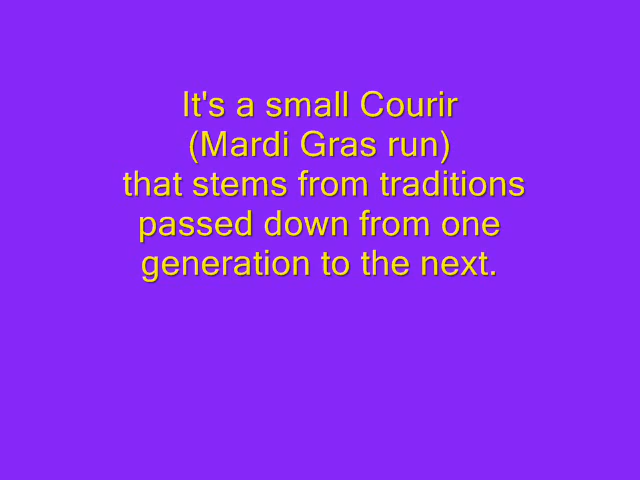 It's a small Courir
(Mardi Gras run)
that stems from traditions
passed down from one
generation to the next.